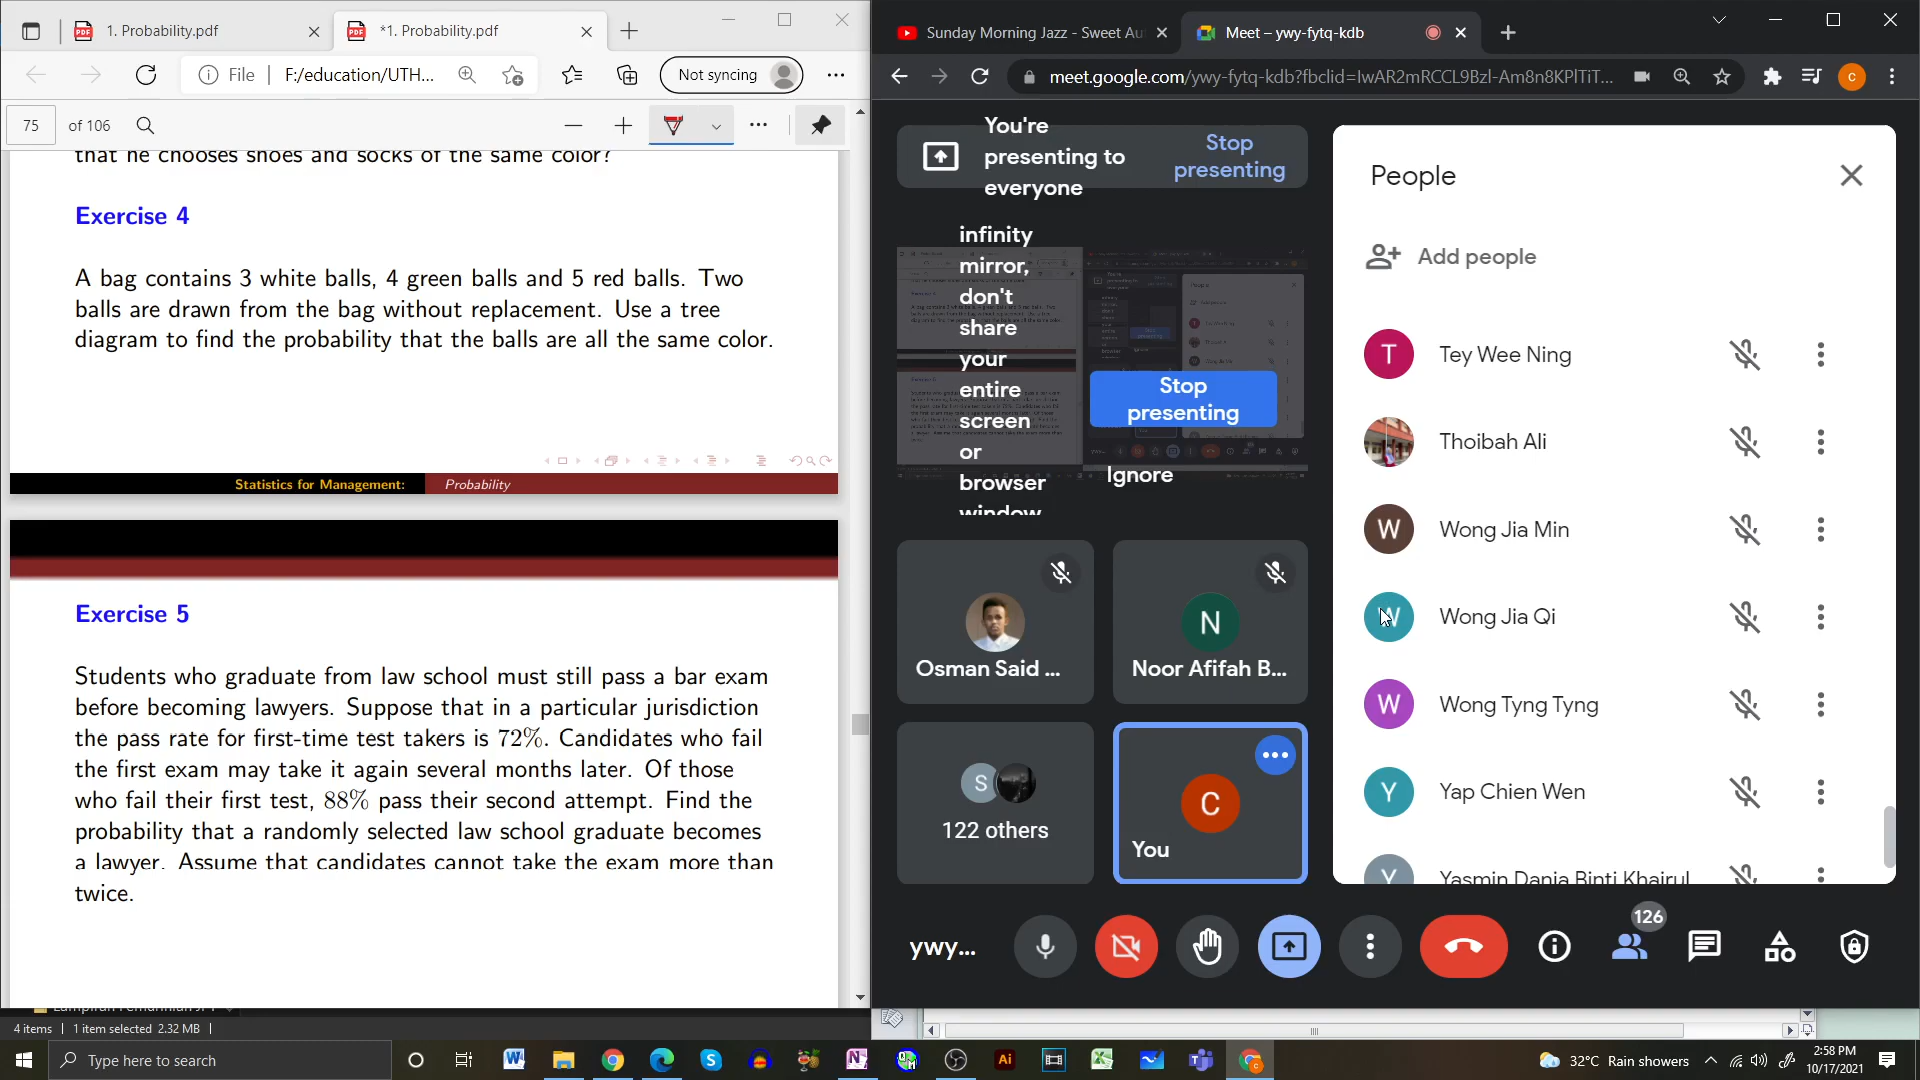 1. Probability.pdf
*1. Probability.pdf
File
F:/education/UTH...
Not syncing
75
of 106
that he chooses shoes and socks of the same color?
Exercise 4
A bag contains 3 white balls, 4 green balls and 5 red balls. Two
balls are drawn from the bag without replacement. Use a tree
diagram to find the probability that the balls are all the same color.
Statistics for Management:
Probability
Exercise 5
Students who graduate from law school must still pass a bar exam
before becoming lawyers. Suppose that in a particular jurisdiction
the pass rate for first-time test takers is 72%. Candidates who fail
the first exam may take it again several months later. Of those
who fail their first test, 88% pass their second attempt. Find the
probability that a randomly selected law school graduate becomes
a lawyer. Assume that candidates cannot take the exam more than
twice.
4 items
1 item selected 2.32 MB
Sunday Morning Jazz - Sweet Au
Meet – ywy-fytq-kdb
meet.google.com/ywy-fytq-kdb?fbclid=IwAR2mRCCL9BzI-Am8n8KPlTiT...
C
You're
presenting to
everyone
Stop
presenting
infinity
mirror,
don't
share
your
entire
screen
or
browser
window
Stop
presenting
Ignore
Osman Said ...
N
Noor Afifah B...
S
122 others
C
You
People
Add people
T
Tey Wee Ning
Thoibah Ali
W
Wong Jia Min
W
Wong Jia Qi
W
Wong Tyng Tyng
Y
Yap Chien Wen
Y
Yasmin Dania Binti Khairul
ywy...
126
Type here to search
32°C Rain showers
2:58 PM
10/17/2021